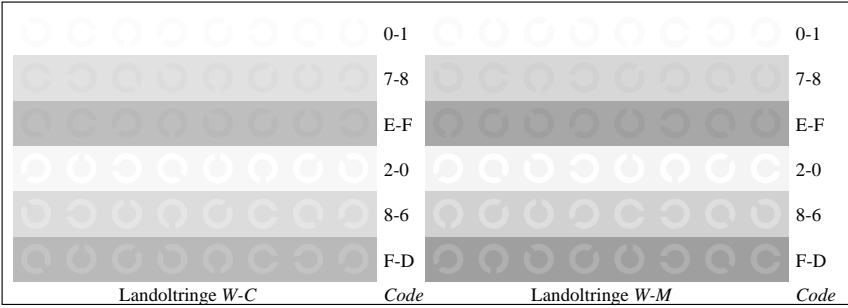 0-1 0-1
7-8 7-8
E-F E-F
2-0 2-0
8-6 8-6
F-D F-D
Landoltringe W-C Code Landoltringe W-M Code